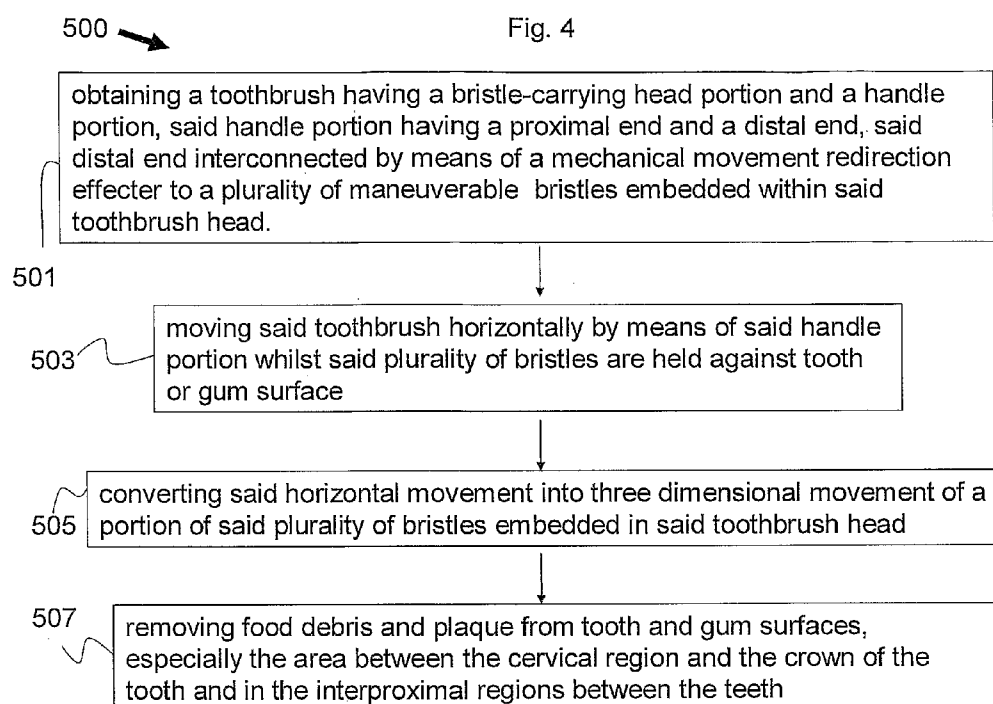 500 Fig. 4
obtaining a toothbrush having a bristle-carrying head portion and a handle
portion, said handle portion having a proximal end and a distal end, said
distal end interconnected by means of a mechanical movement redirection
effecter to a plurality of maneuverable bristles embedded within said
toothbrush head.
501
moving said toothbrush horizontally by means of said handle
503 portion whilst said plurality of bristles are held against tooth
or gum surface
converting said horizontal movement into three dimensional movement of a
505 portion of said plurality of bristles embedded in said toothbrush head
507 removing food debris and plaque from tooth and gum surfaces,
especially the area between the cervical region and the crown of the
tooth and in the interproximal regions between the teeth